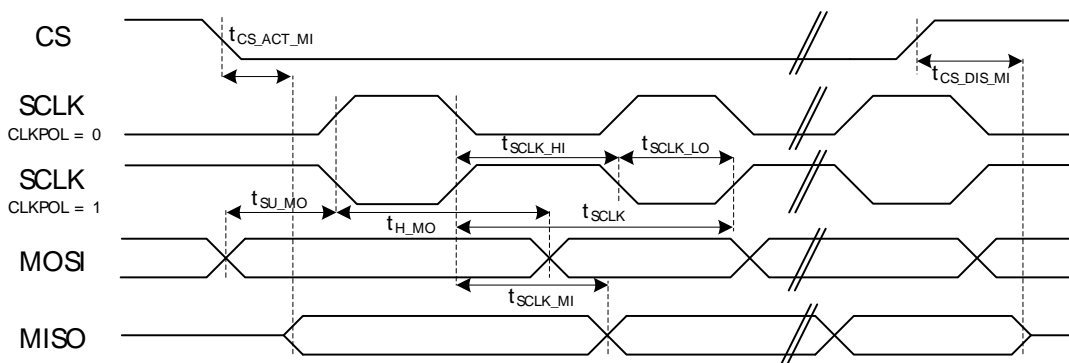 CS
tCS_ACT_MI
tCS_DIS_MI
SCLK
CLKPOL = 0
tSCLK_HI
tSCLK_LO
SCLK
CLKPOL = 1
tSU_MO
tH_MO
tSCLK
MOSI
tSCLK_MI
MISO